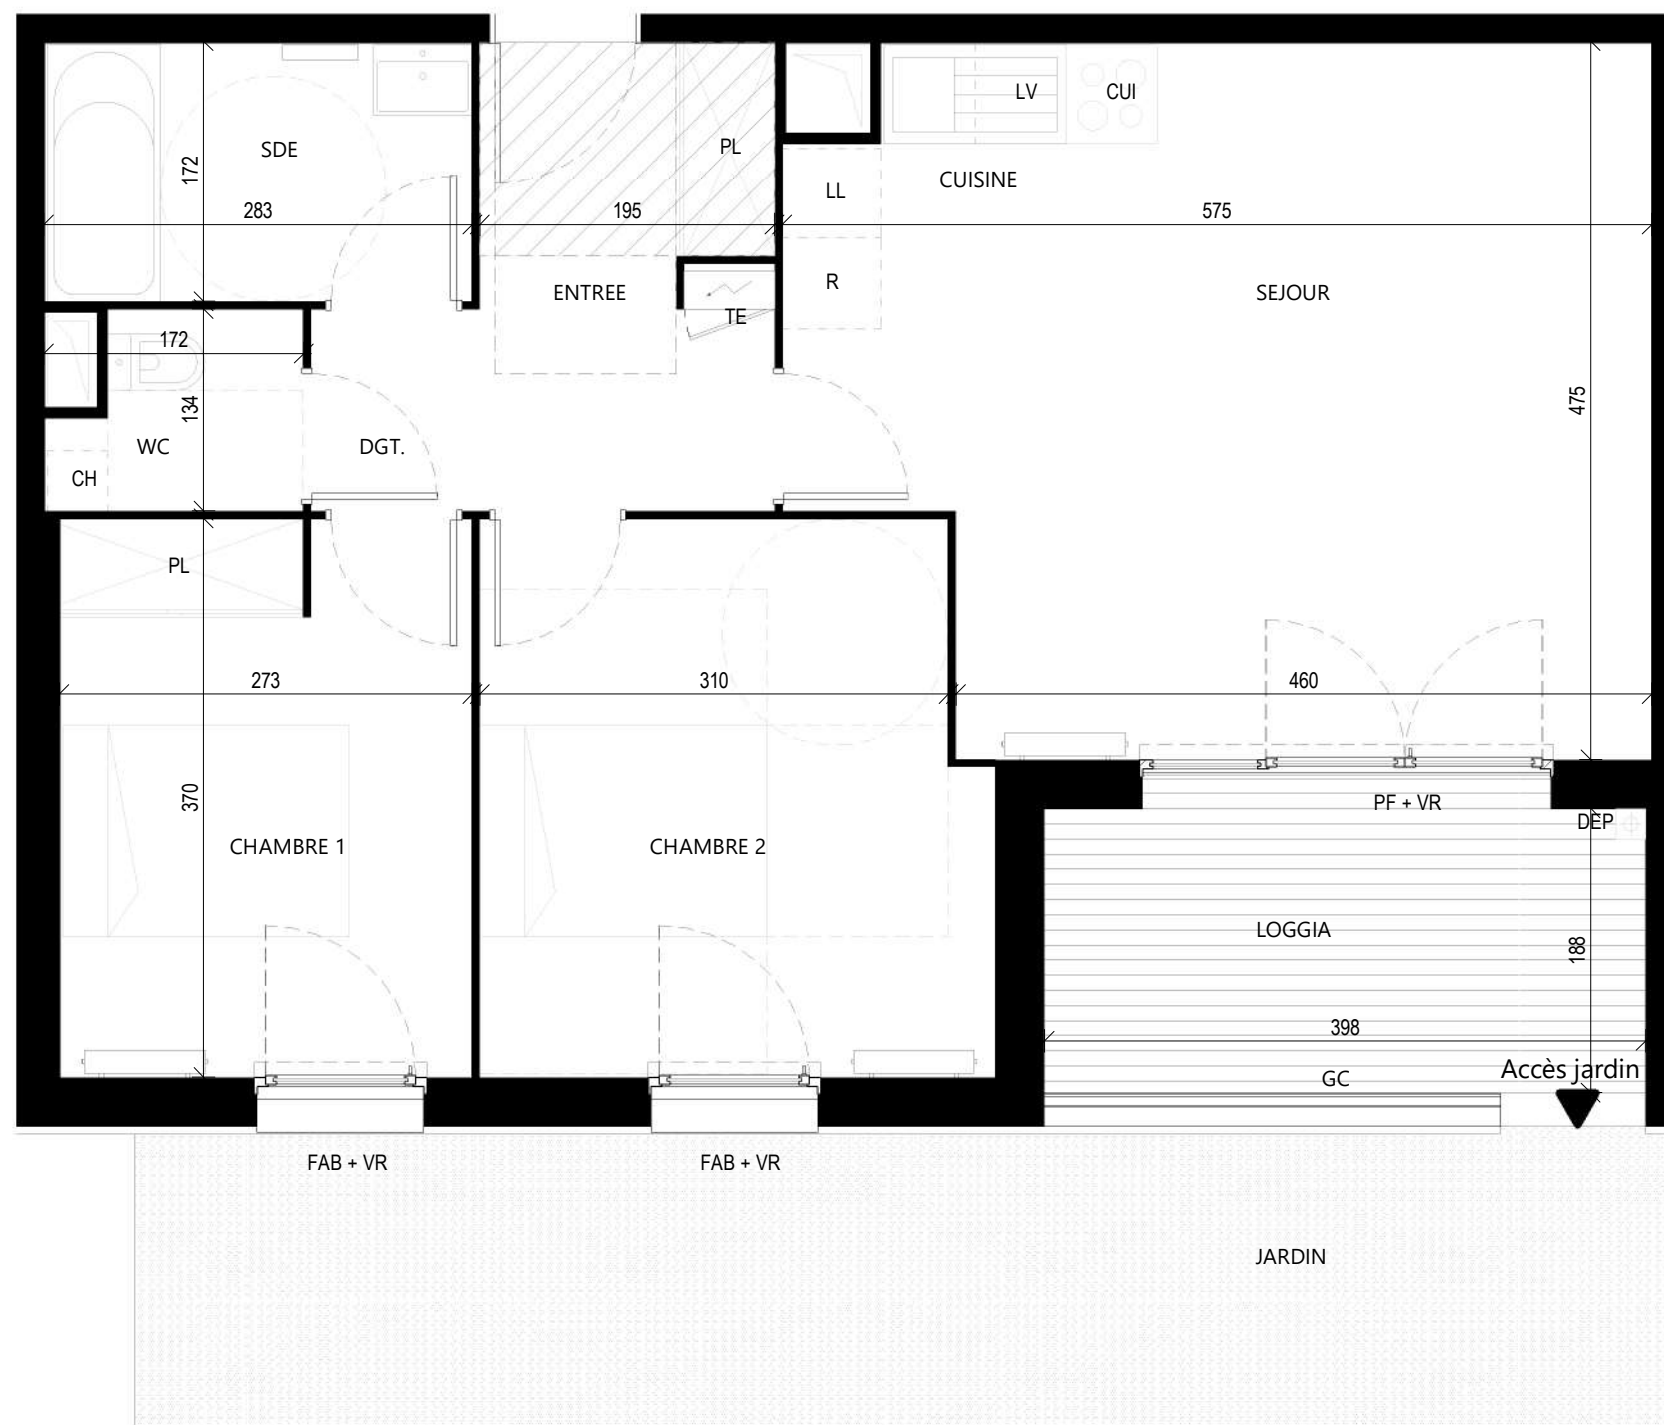 LV
CUI
PL
SDE
172
CUISINE
LL
283
195
575
R
ENTREE
SEJOUR
TE
172
134
475
WC
DGT.
CH
PL
273
310
460
370
PF + VR
DEP
CHAMBRE 1
CHAMBRE 2
LOGGIA
188
398
Accès jardin
GC
FAB + VR
FAB + VR
JARDIN